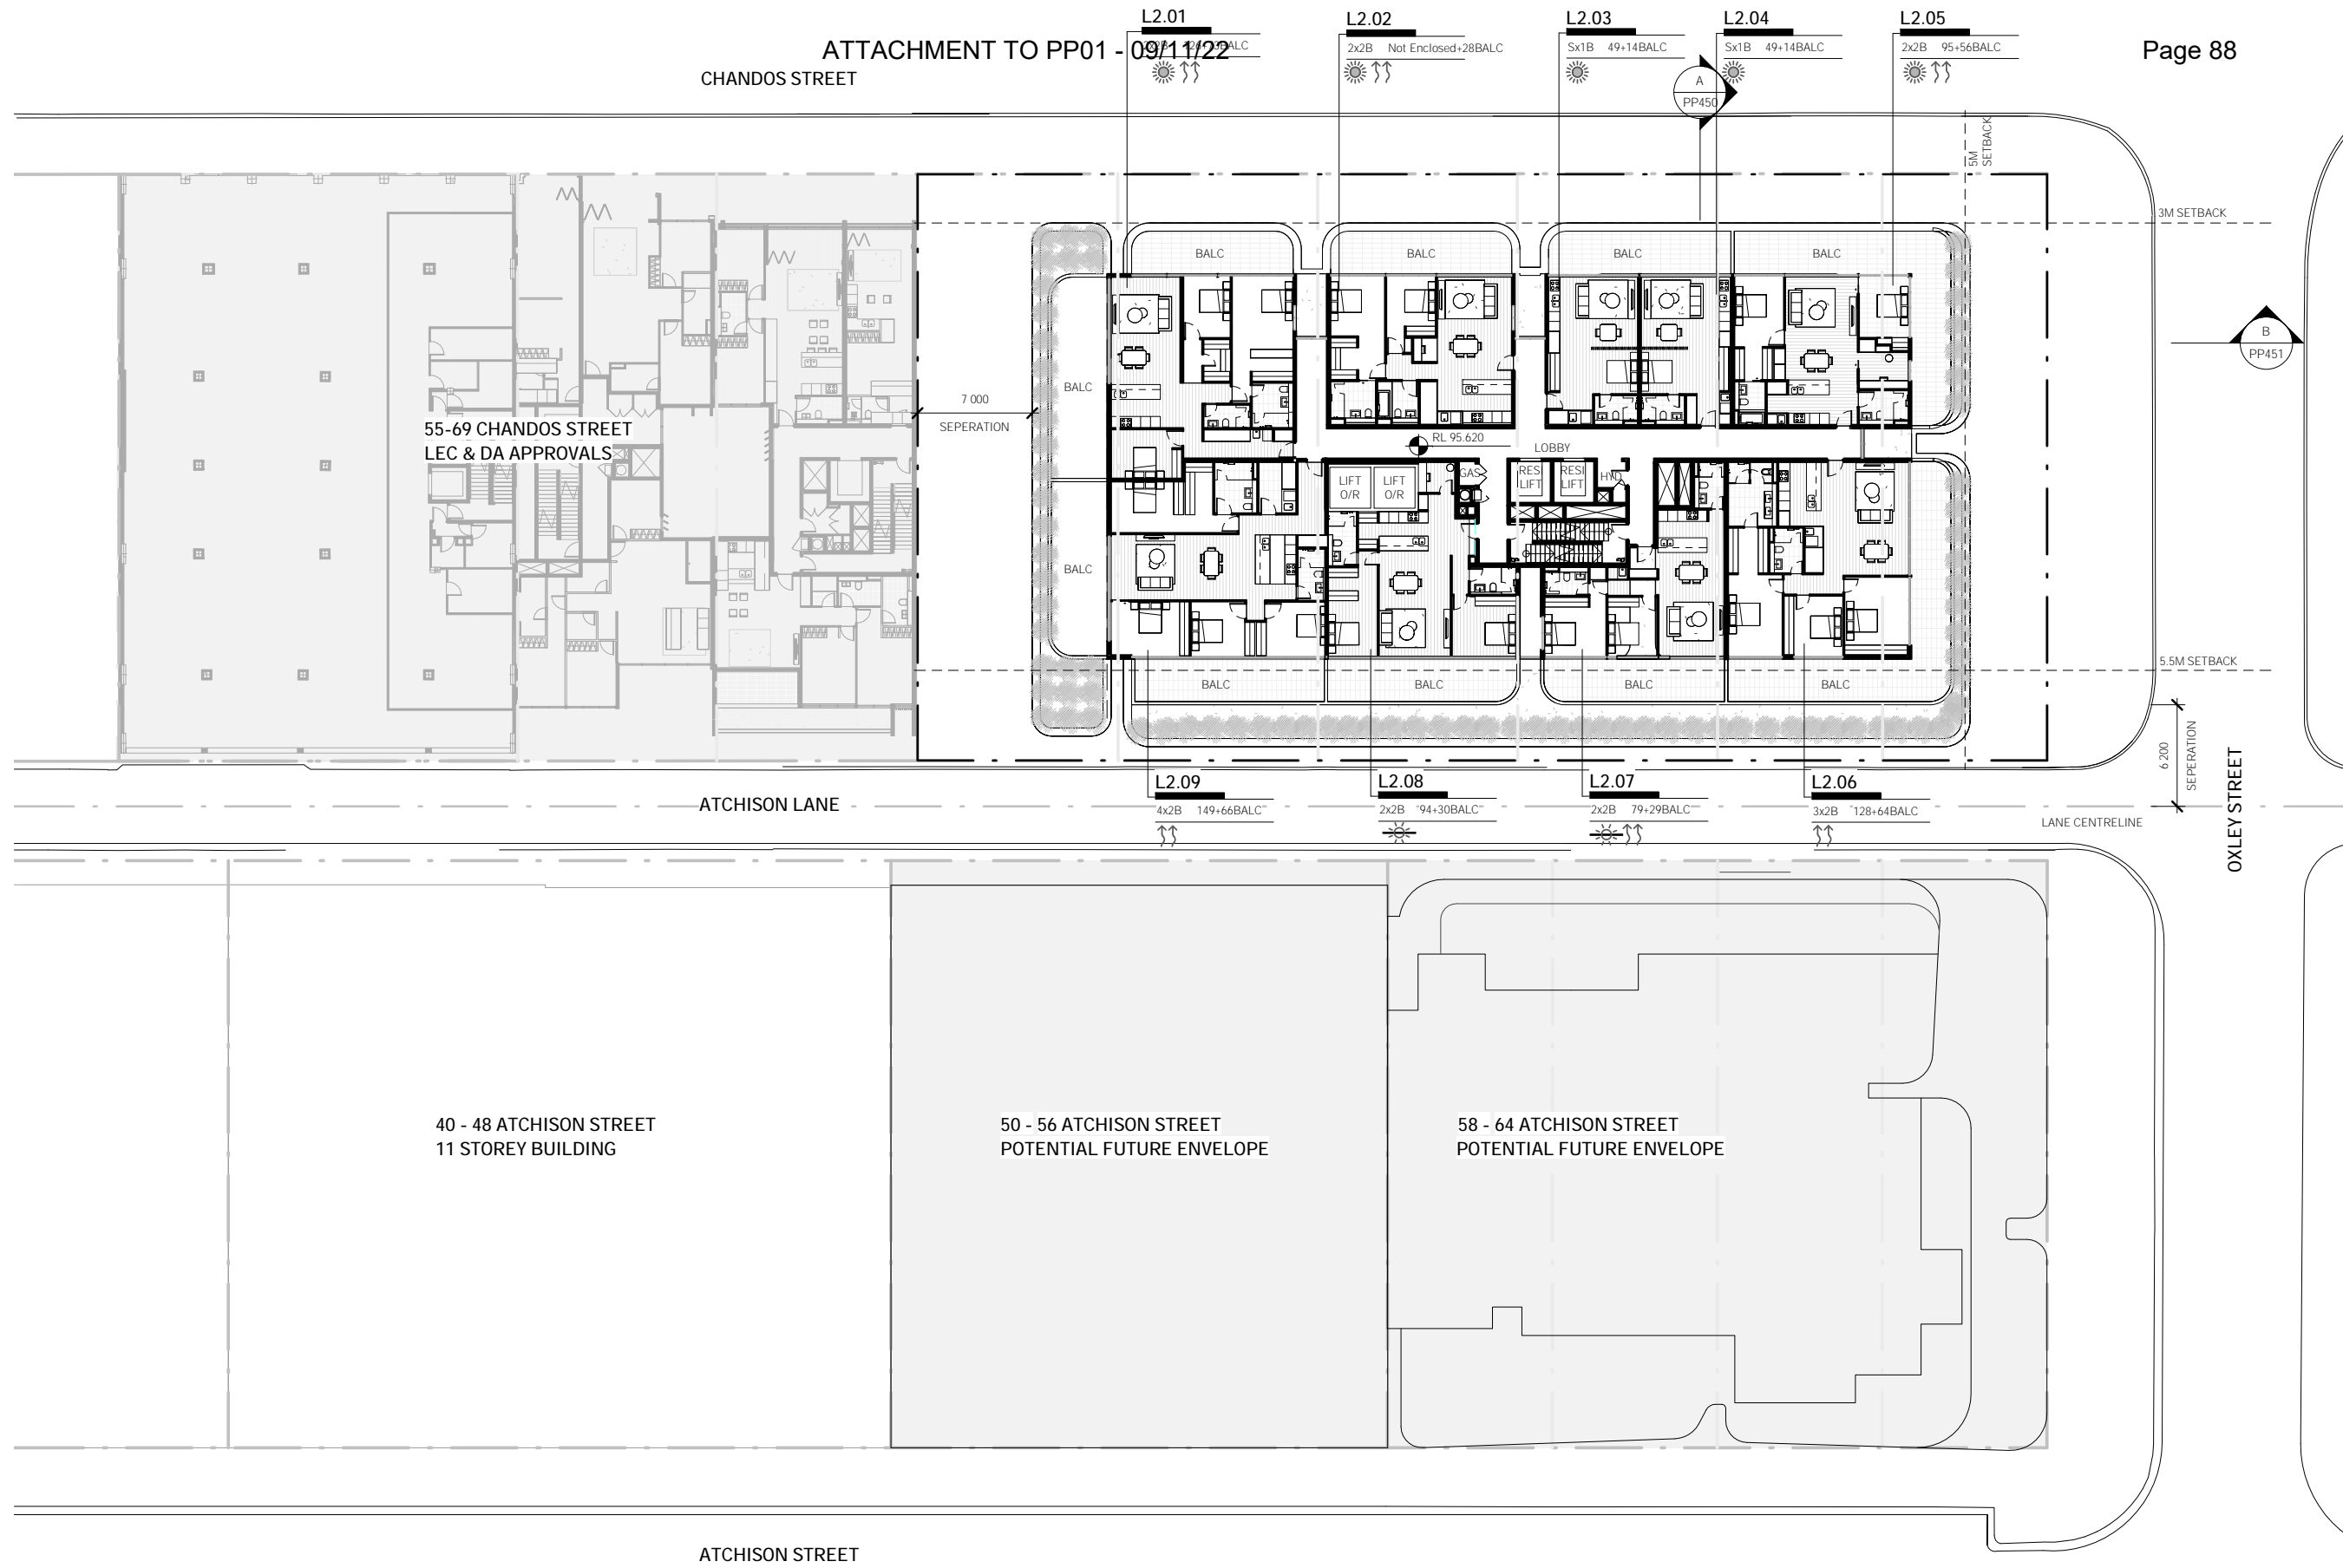 L2.01
L2.02
L2.03
L2.04
L2.05
ATTACHMENT TO PP01 - 09/11/22
Page 88
2x2B Not Enclosed+28BALC
Sx1B 49+14BALC
Sx1B 49+14BALC
2x2B 95+56BALC
CHANDOS STREET
A
PP450
5M
SETBACK
3M SETBACK
BALC
BALC
BALC
BALC
B
PP451
BALC
7 000
SEPERATION
55-69 CHANDOS STREET
LEC & DA APPROVALS
RL 95.620
LOBBY
LIFT
O/R
LIFT
O/R
GAS
RESI
LIFT
RESI
LIFT
HYD
BALC
5.5M SETBACK
BALC
BALC
BALC
BALC
6 200
SEPERATION
OXLEY STREET
L2.09
L2.08
L2.07
L2.06
4x2B 149+66BALC
2x2B 94+30BALC
2x2B 79+29BALC
3x2B 128+64BALC
ATCHISON LANE
LANE CENTRELINE
40 - 48 ATCHISON STREET
11 STOREY BUILDING
50 - 56 ATCHISON STREET
POTENTIAL FUTURE ENVELOPE
58 - 64 ATCHISON STREET
POTENTIAL FUTURE ENVELOPE
ATCHISON STREET